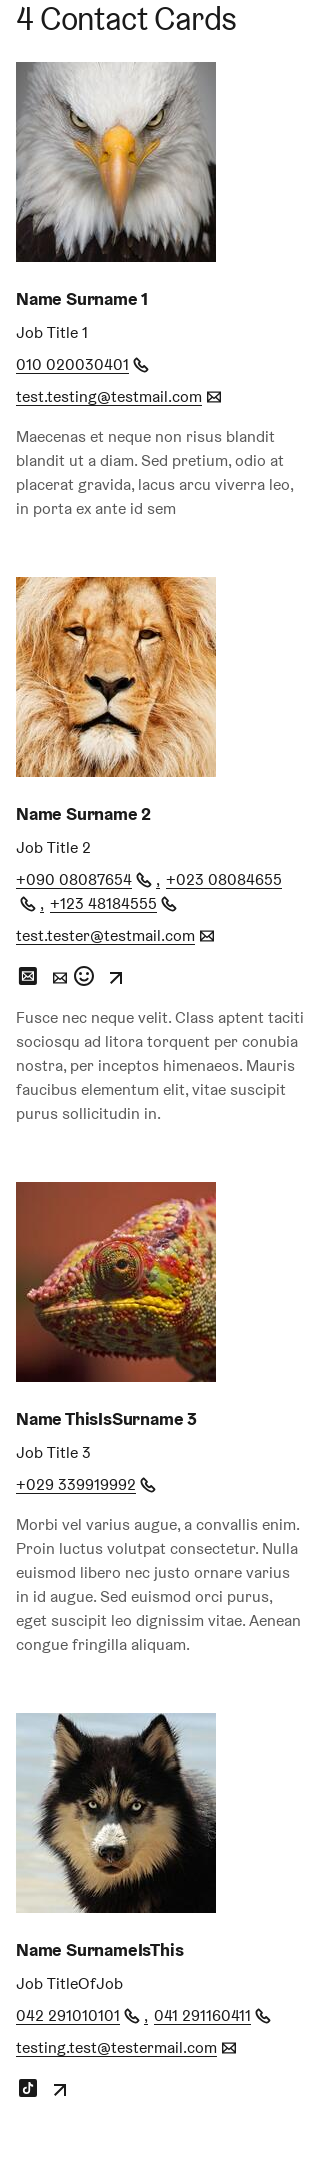 4 Contact Cards
Name Surname 1
Job Title 1
010 020030401
test.testing@testmail.com
Maecenas et neque non risus blandit
blandit ut a diam. Sed pretium, odio at
placerat gravida, lacus arcu viverra leo,
in porta ex ante id sem
Name Surname 2
Job Title 2
+090 08087654 , +023 08084655
, +123 48184555
test.tester@testmail.com
Fusce nec neque velit. Class aptent taciti
sociosqu ad litora torquent per conubia
nostra, per inceptos himenaeos. Mauris
faucibus elementum elit, vitae suscipit
purus sollicitudin in.
Name ThisIsSurname 3
Job Title 3
+029 339919992
Morbi vel varius augue, a convallis enim.
Proin luctus volutpat consectetur. Nulla
euismod libero nec justo ornare varius
in id augue. Sed euismod orci purus,
eget suscipit leo dignissim vitae. Aenean
congue fringilla aliquam.
Name SurnameIsThis
Job TitleOfJob
042 291010101 , 041 291160411
testing.test@testermail.com